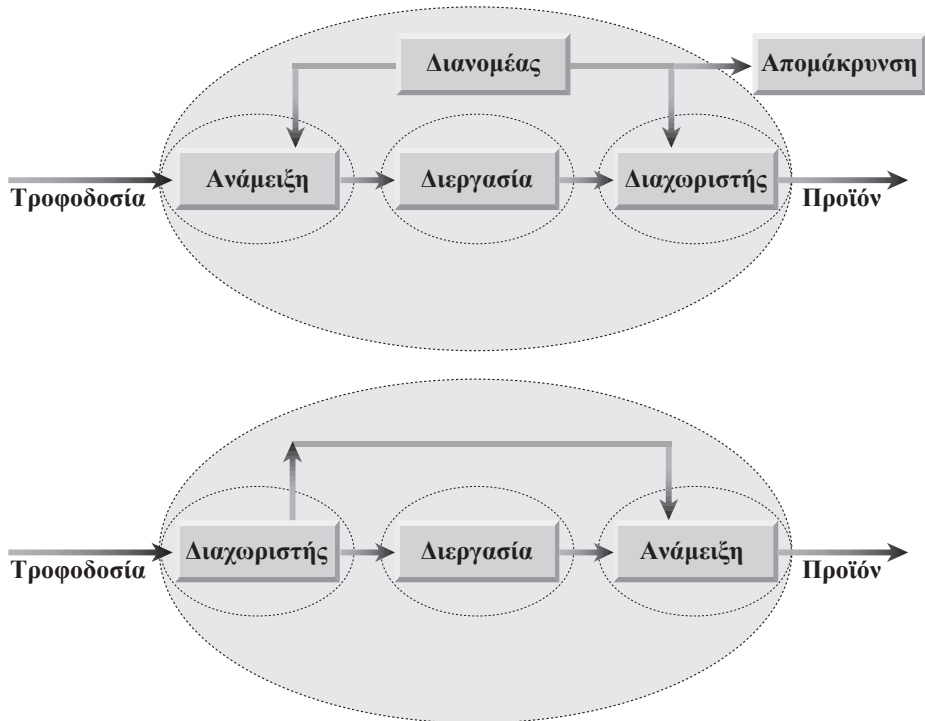 Διανομέας
Απομάκρυνση
Ανάμειξη
Διεργασία
Διαχωριστής
Τροφοδοσία
Προϊόν
Διαχωριστής
Διεργασία
Ανάμειξη
Τροφοδοσία
Προϊόν